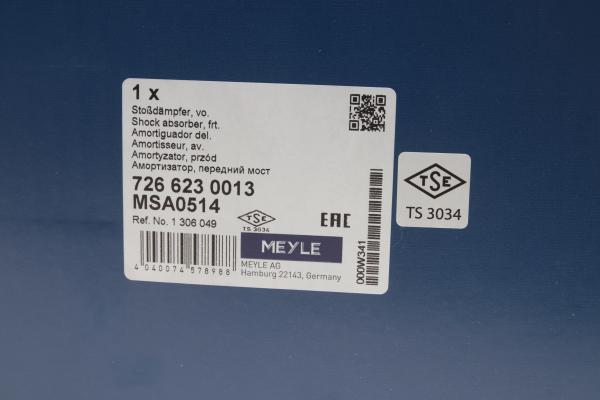 1 x
Stoßdämpfer, vo.
Shock absorber, frt.
Amortiguador del.
Amortisseur, av.
Amortyzator, przód
Амортизатор, передний мост
726 623 0013
MSA0514
Ref. No. 1 306 049
TSE
TS 3034
EAC
MEYLE
MEYLE AG
Hamburg 22143, Germany
4 040074 578988
000W341
TSE
TS 3034